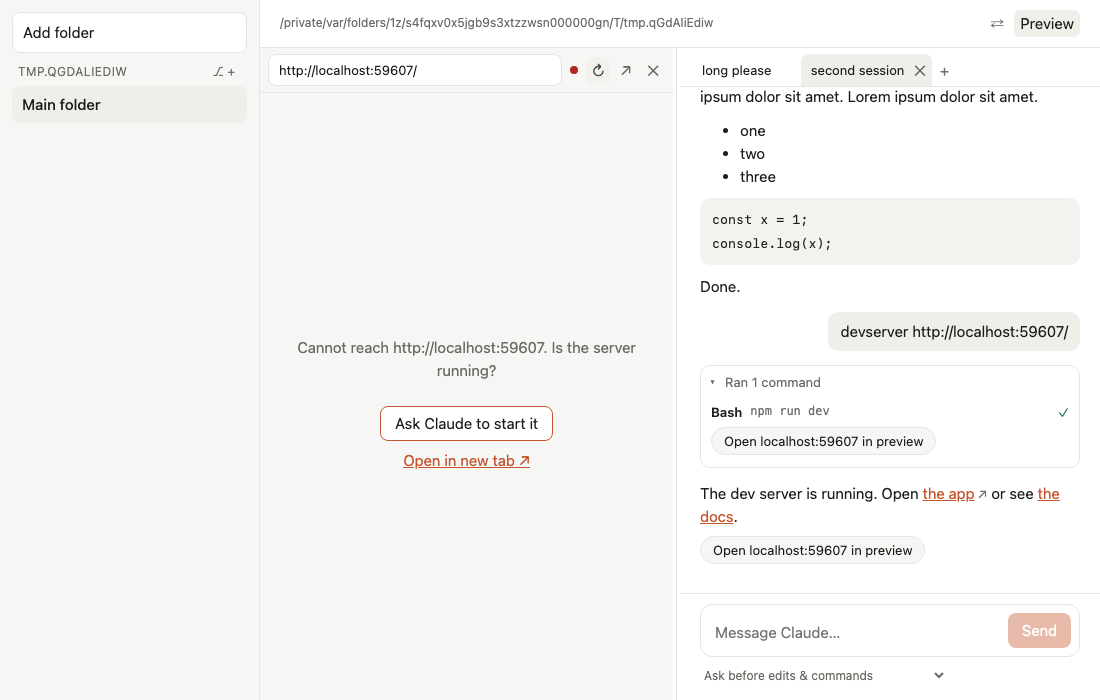 Add folder
TMP.QGDALIEDIW
Main folder
/private/var/folders/1z/s4fqxv0x5jgb9s3xtzzwsn000000gn/T/tmp.qGdAliEdiw
Preview
http://localhost:59607/
Cannot reach http://localhost:59607. Is the server
running?
Ask Claude to start it
Open in new tab ↗
long please
second session
ipsum dolor sit amet. Lorem ipsum dolor sit amet.
• one
• two
• three
const x = 1;
console.log(x);
Done.
devserver http://localhost:59607/
Ran 1 command
Bash npm run dev
Open localhost:59607 in preview
The dev server is running. Open the app ↗ or see the
docs.
Open localhost:59607 in preview
Message Claude...
Send
Ask before edits & commands